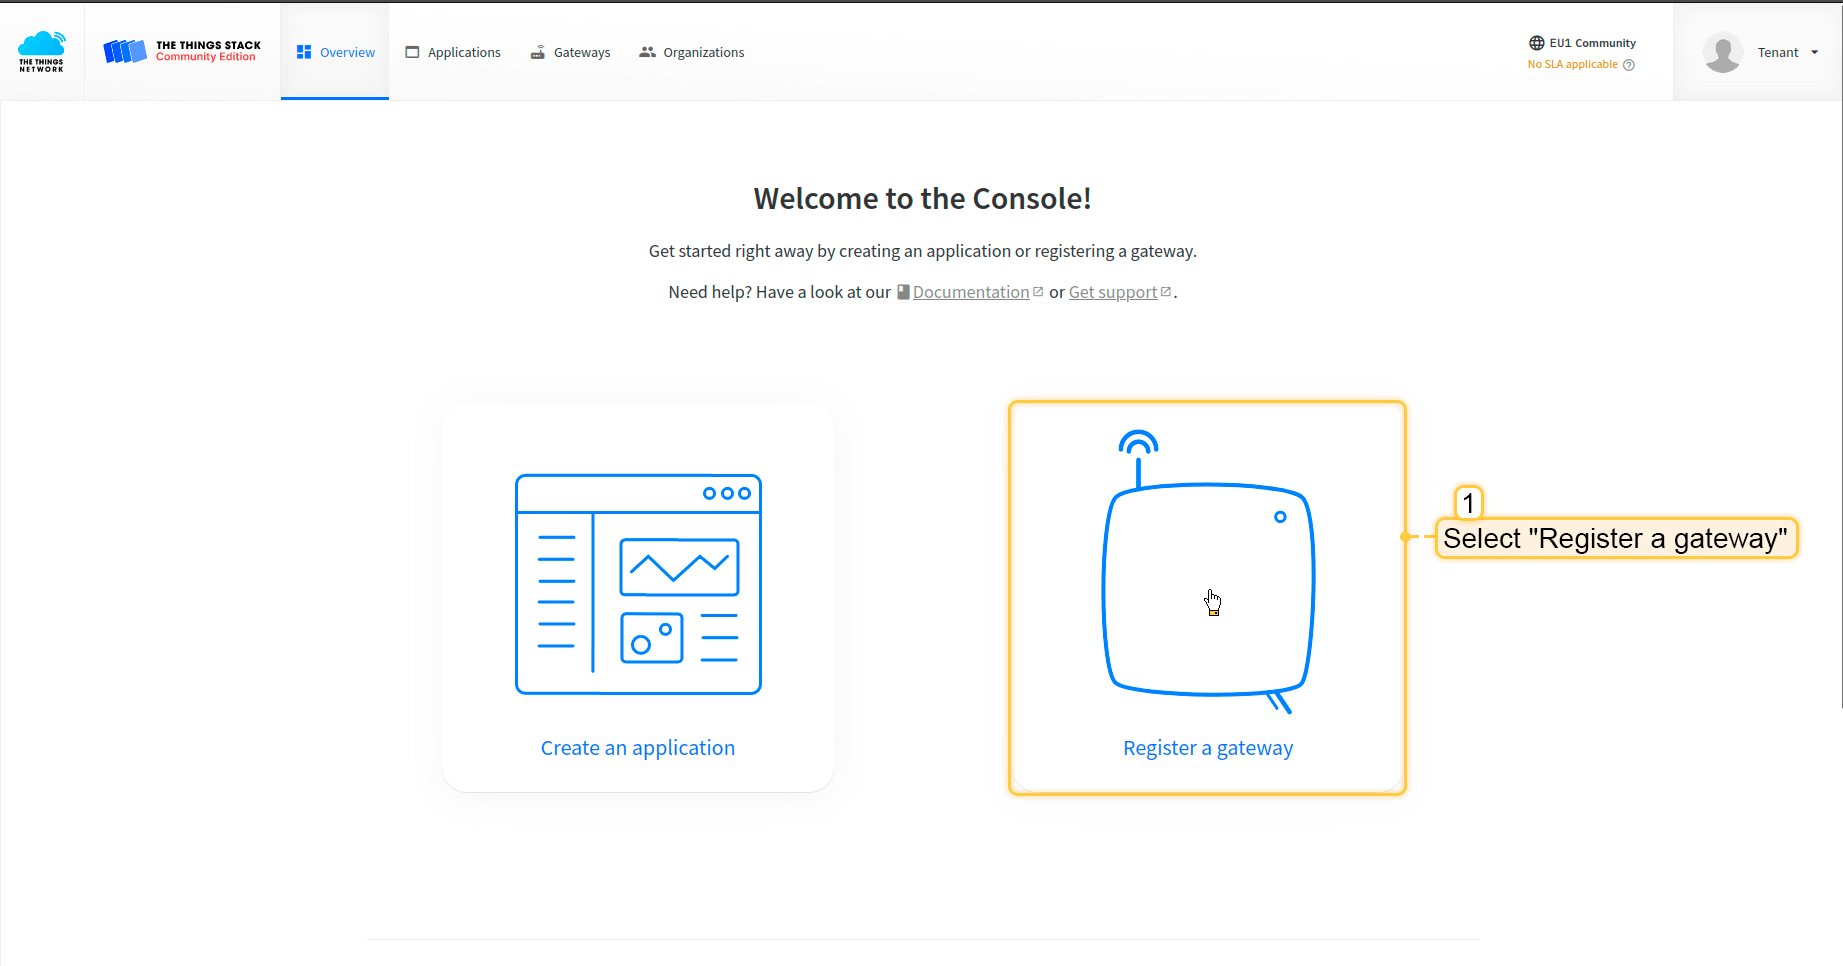 THE THINGS
NETWORK
THE THINGS STACK
Community Edition
Overview
Applications
Gateways
Organizations
EU1 Community
No SLA applicable
Tenant
Welcome to the Console!
Get started right away by creating an application or registering a gateway.
Need help? Have a look at our Documentation or Get support.
1
Select "Register a gateway"
Create an application
Register a gateway